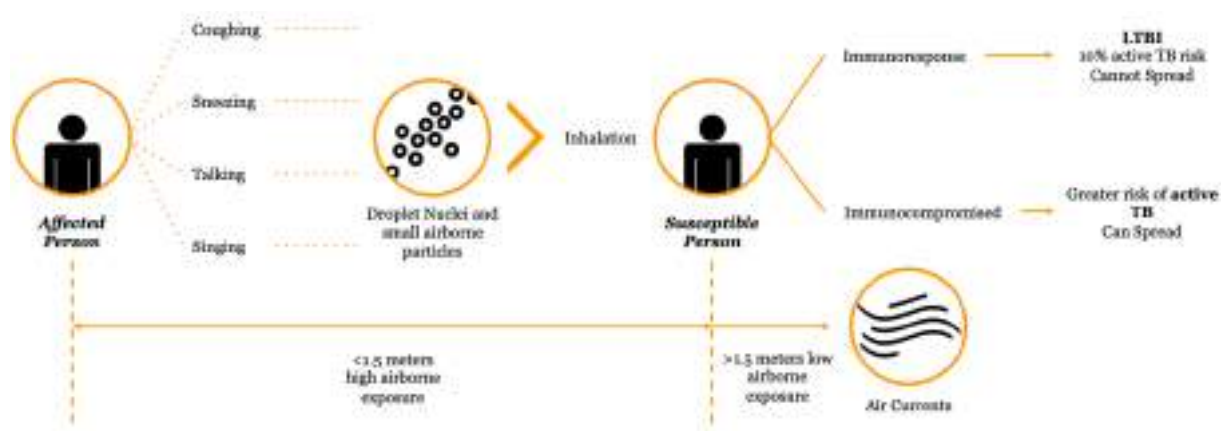 Coughing
Sneezing
Talking
Singing
Affected
Person
Droplet Nuclei and
small airborne
particles
Inhalation
Susceptible
Person
Immunoresponse
LTBI
10% active TB risk
Cannot Spread
Immunocompromised
Greater risk of active
TB
Can Spread
<1.5 meters
high airborne
exposure
>1.5 meters low
airborne
exposure
Air Currents